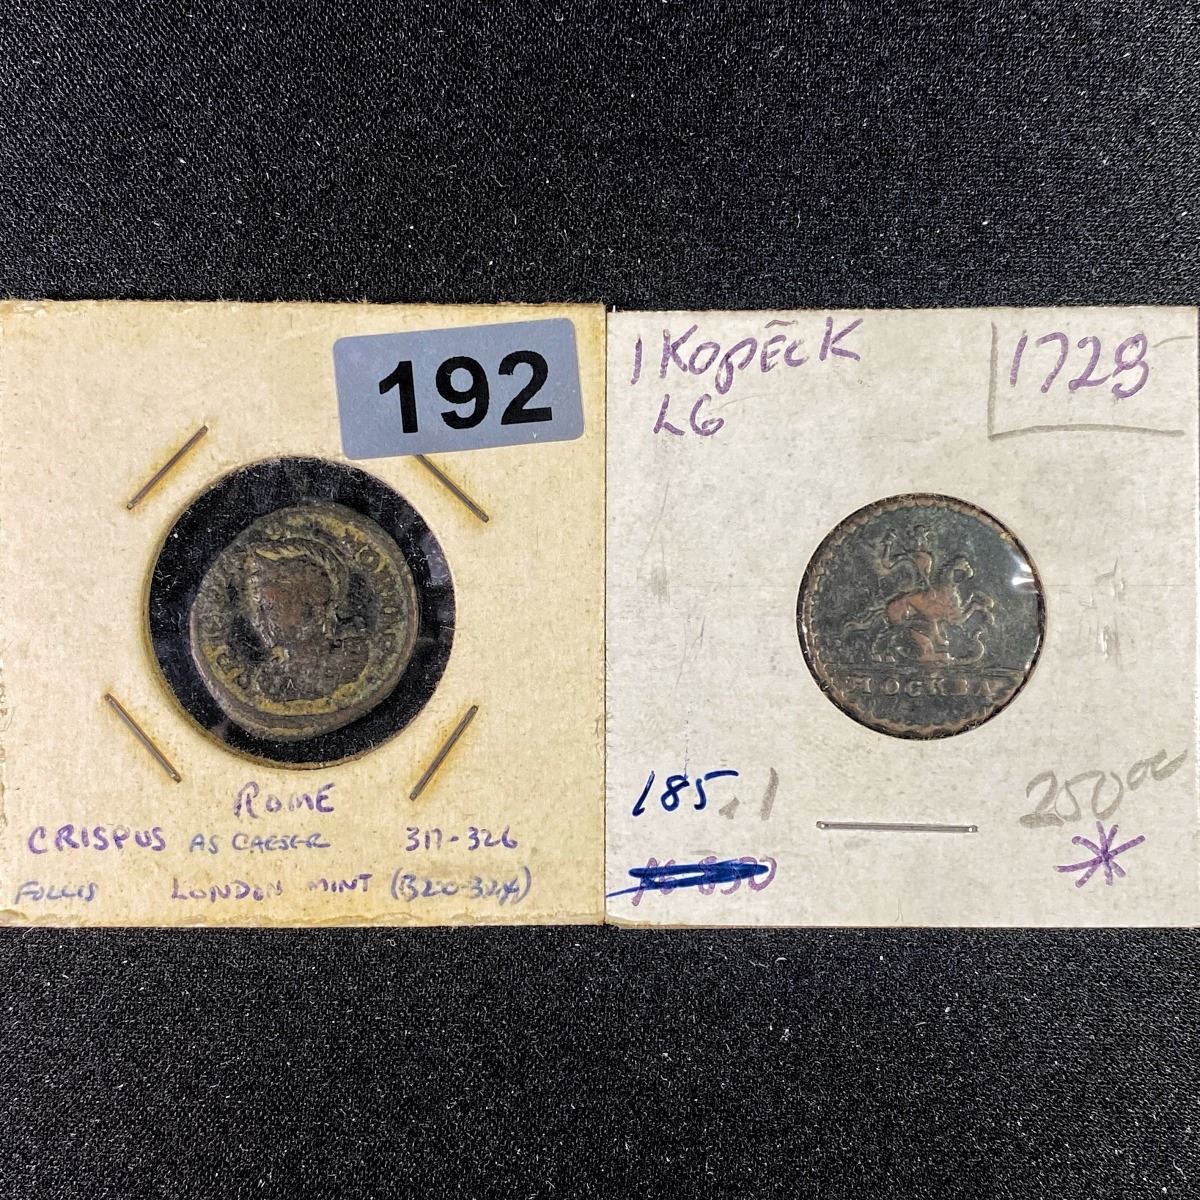 192
ROME
CRISPUS AS CAESER 317-326
FOLLIS LONDON MINT (320-324)
1 KOPĒCK
LG
1728
МОСКВА
185.1
250 00
*